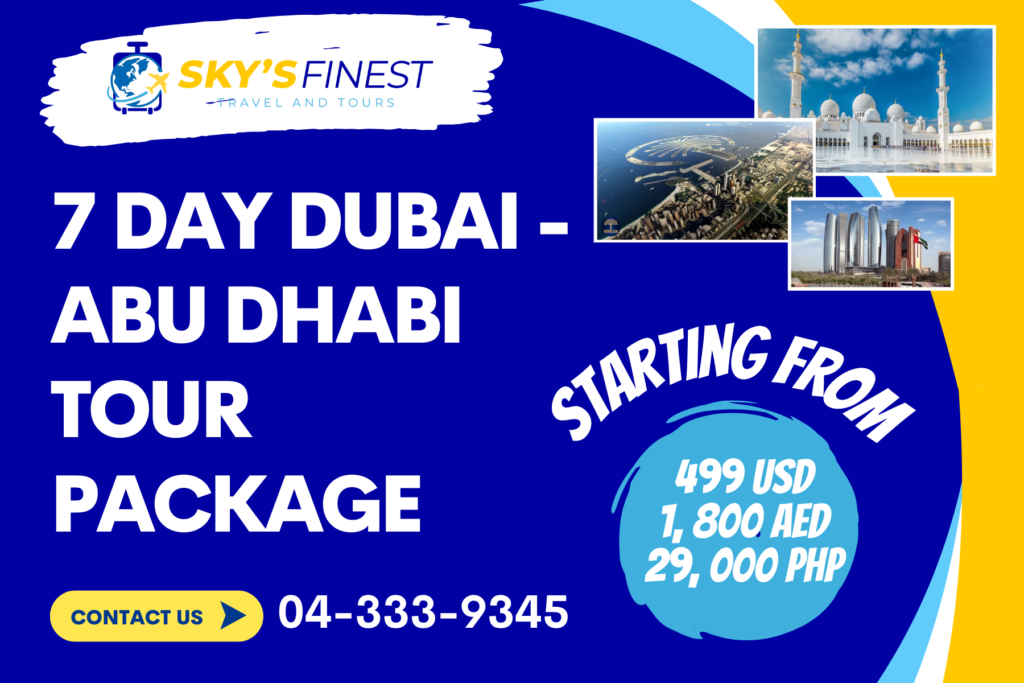 SKY'S FINEST
TRAVEL AND TOURS
7 DAY DUBAI -
ABU DHABI
TOUR
PACKAGE
STARTING FROM
499 USD
1, 800 AED
29, 000 PHP
CONTACT US
04-333-9345